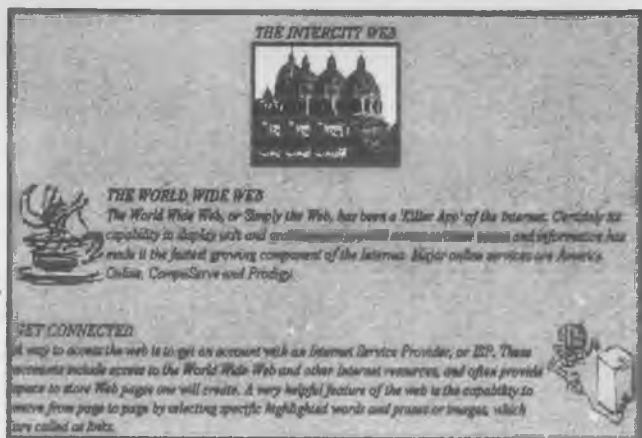 THE INTERCITY WEB
THE WORLD WIDE WEB
The World Wide Web, or Simply the Web, has been a 'Killer App' of the Internet. Certainly its
capability to display with and and information has
made it the fastest growing component of the Internet. Major online services are America
Online, CompuServe and Prodigy.
GET CONNECTED
A way to access the web is to get an account with an Internet Service Provider, or ISP. These
accounts include access to the World Wide Web and other Internet resources, and often provide
space to store Web pages one will create. A very helpful feature of the web is the capability to
move from page to page by selecting specific highlighted words and or images, which
are called as links.